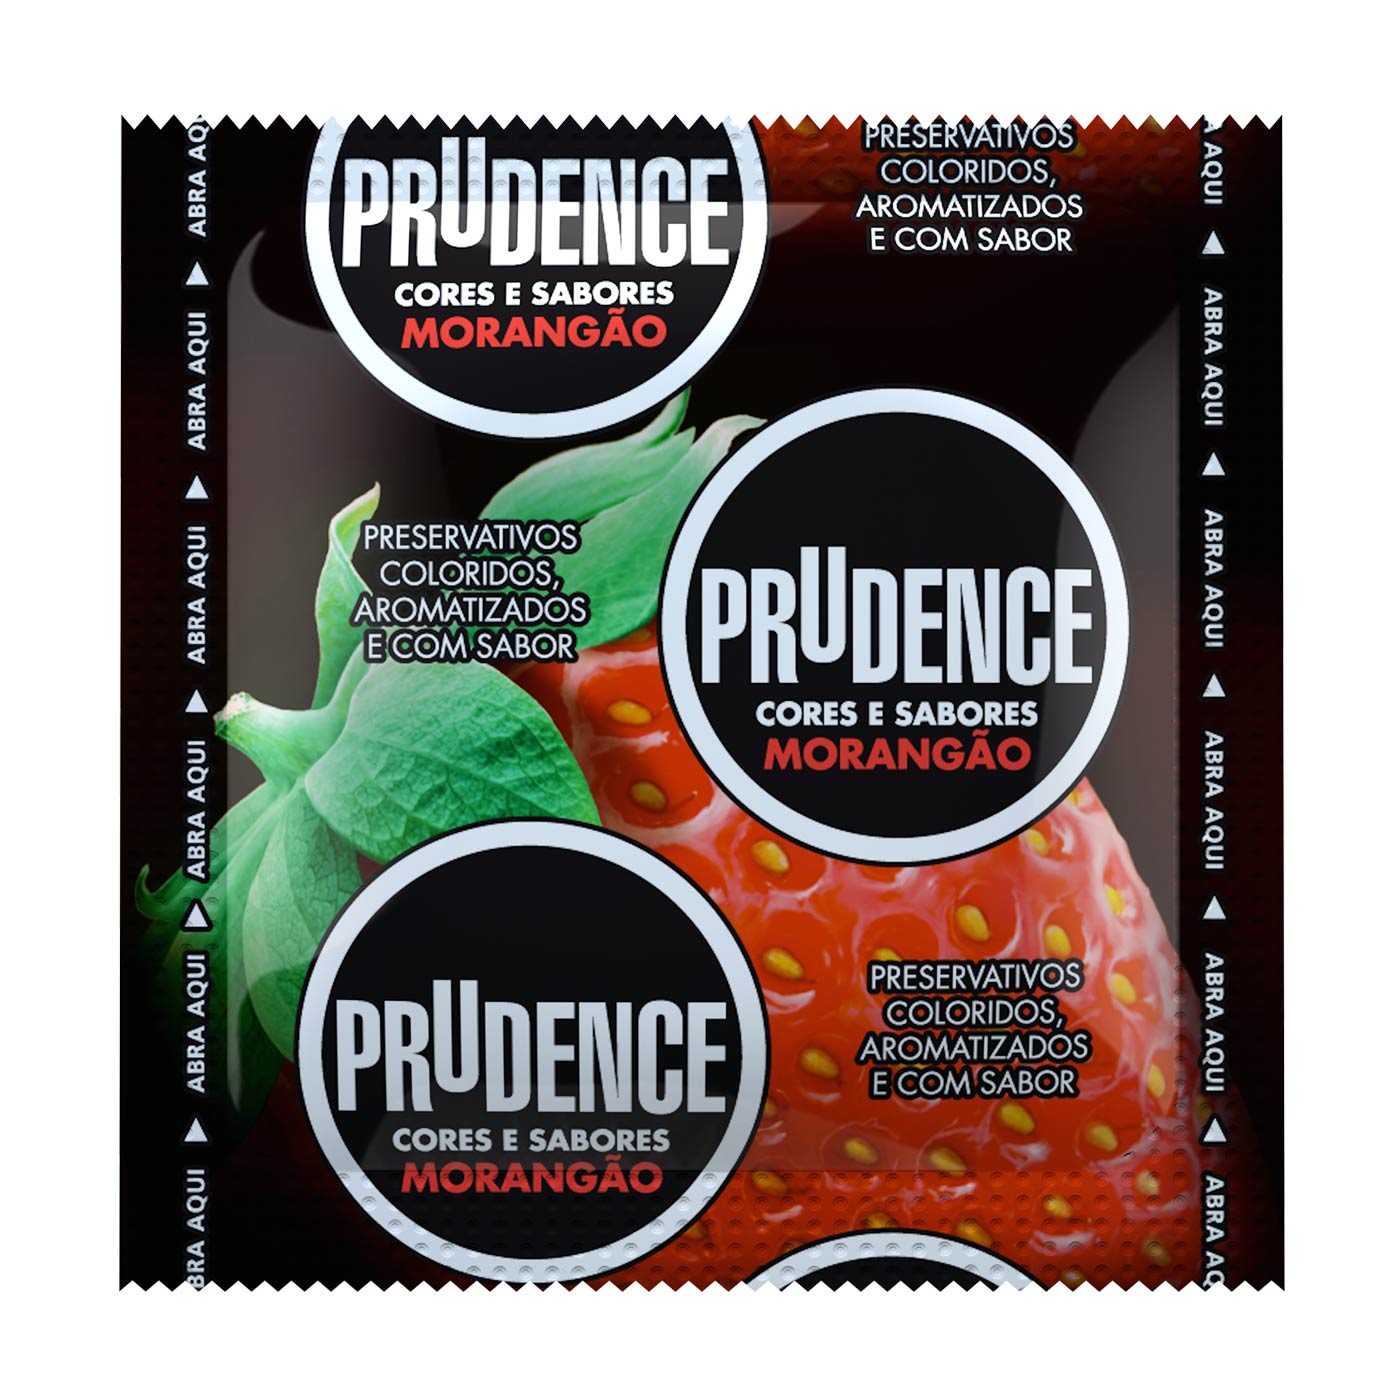 PRUDENCE
CORES E SABORES
MORANGÃO
PRESERVATIVOS
COLORIDOS,
AROMATIZADOS
E COM SABOR
PRESERVATIVOS
COLORIDOS,
AROMATIZADOS
E COM SABOR
PRUDENCE
CORES E SABORES
MORANGÃO
PRUDENCE
CORES E SABORES
MORANGÃO
PRESERVATIVOS
COLORIDOS,
AROMATIZADOS
E COM SABOR
ABRA AQUI ABRA AQUI ABRA AQUI ABRA AQUI ABRA AQUI ABRA AQUI
ABRA AQUI ABRA AQUI ABRA AQUI ABRA AQUI ABRA AQUI